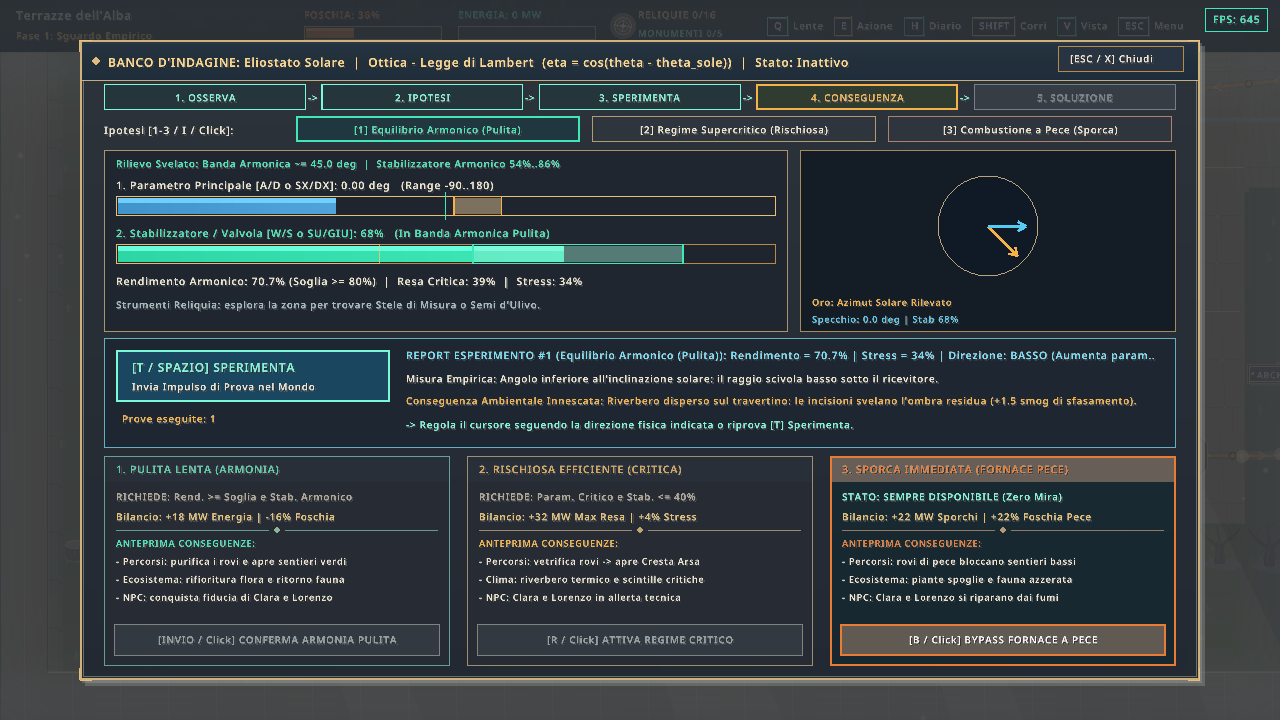 Terrazze dell'Alba
FOSCHIA: 36%
ENERGIA: 0 MW
RELIQUIE 0/16
MONUMENTI 0/5
Q Lente
E Azione
H Diario
SHIFT Corri
V Vista
ESC Menu
FPS: 645
Fase 1: Sguardo Empirico
BANCO D'INDAGINE: Eliostato Solare | Ottica - Legge di Lambert (eta = cos(theta - theta_sole)) | Stato: Inattivo
[ESC / X] Chiudi
1. OSSERVA -> 2. IPOTESI -> 3. SPERIMENTA -> 4. CONSEGUENZA -> 5. SOLUZIONE
Ipotesi [1-3 / I / Click]:
[1] Equilibrio Armonico (Pulita)
[2] Regime Supercritico (Rischiosa)
[3] Combustione a Pece (Sporca)
Rilievo Svelato: Banda Armonica ~= 45.0 deg | Stabilizzatore Armonico 54%..86%
1. Parametro Principale [A/D o SX/DX]: 0.00 deg (Range -90..180)
2. Stabilizzatore / Valvola [W/S o SU/GIU]: 68% (In Banda Armonica Pulita)
Rendimento Armonico: 70.7% (Soglia >= 80%) | Resa Critica: 39% | Stress: 34%
Strumenti Reliquia: esplora la zona per trovare Stele di Misura o Semi d'Ulivo.
Oro: Azimut Solare Rilevato
Specchio: 0.0 deg | Stab 68%
[T / SPAZIO] SPERIMENTA
Invia Impulso di Prova nel Mondo
Prove eseguite: 1
REPORT ESPERIMENTO #1 (Equilibrio Armonico (Pulita)): Rendimento = 70.7% | Stress = 34% | Direzione: BASSO (Aumenta param..
Misura Empirica: Angolo inferiore all'inclinazione solare: il raggio scivola basso sotto il ricevitore.
Conseguenza Ambientale Innescata: Riverbero disperso sul travertino: le incisioni svelano l'ombra residua (+1.5 smog di sfasamento).
-> Regola il cursore seguendo la direzione fisica indicata o riprova [T] Sperimenta.
1. PULITA LENTA (ARMONIA)
RICHIEDE: Rend. >= Soglia e Stab. Armonico
Bilancio: +18 MW Energia | -16% Foschia
ANTEPRIMA CONSEGUENZE:
- Percorsi: purifica i rovi e apre sentieri verdi
- Ecosistema: rifioritura flora e ritorno fauna
- NPC: conquista fiducia di Clara e Lorenzo
[INVIO / Click] CONFERMA ARMONIA PULITA
2. RISCHIOSA EFFICIENTE (CRITICA)
RICHIEDE: Param. Critico e Stab. <= 40%
Bilancio: +32 MW Max Resa | +4% Stress
ANTEPRIMA CONSEGUENZE:
- Percorsi: vetrifica rovi -> apre Cresta Arsa
- Clima: riverbero termico e scintille critiche
- NPC: Clara e Lorenzo in allerta tecnica
[R / Click] ATTIVA REGIME CRITICO
3. SPORCA IMMEDIATA (FORNACE PECE)
STATO: SEMPRE DISPONIBILE (Zero Mira)
Bilancio: +22 MW Sporchi | +22% Foschia Pece
ANTEPRIMA CONSEGUENZE:
- Percorsi: rovi di pece bloccano sentieri bassi
- Ecosistema: piante spoglie e fauna azzerata
- NPC: Clara e Lorenzo si riparano dai fumi
[B / Click] BYPASS FORNACE A PECE